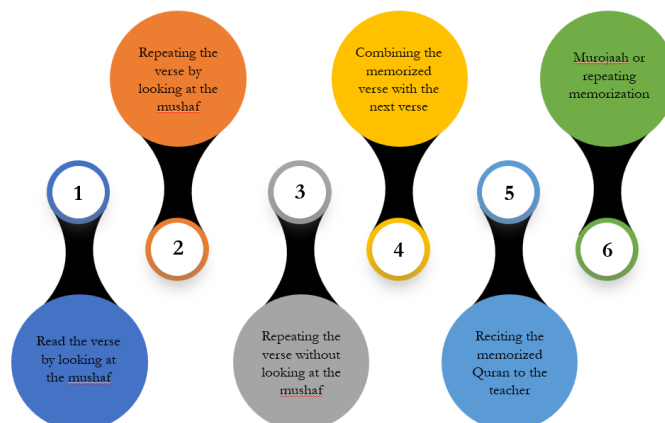 Repeating the
verse by
looking at the
mushaf
Combining the
memorized
verse with the
next verse
Murojaah or
repeating
memorization
1
3
5
2
4
6
Read the verse
by looking at
the mushaf
Repeating the
verse without
looking at the
mushaf
Reciting the
memorized
Quran to the
teacher